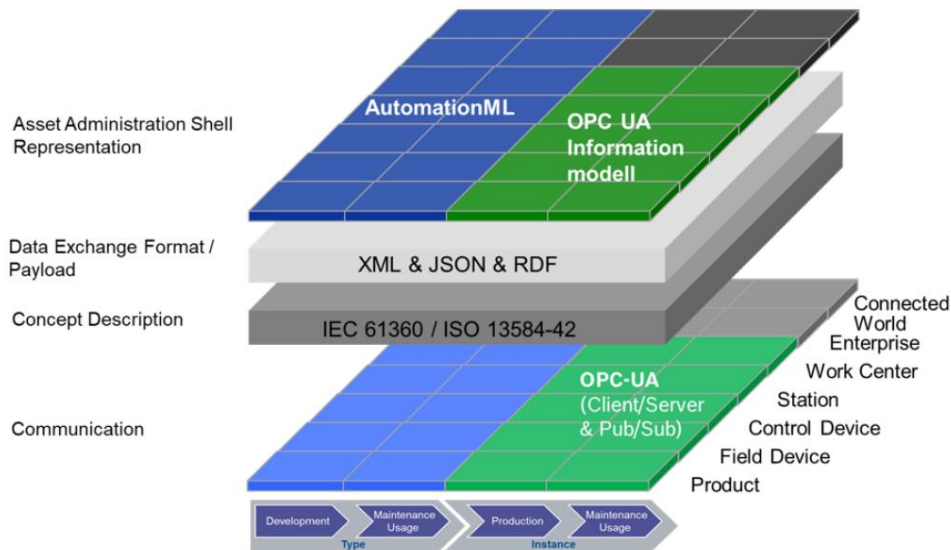 AutomationML
Asset Administration Shell
Representation
OPC UA
Information
modell
Data Exchange Format /
Payload
XML & JSON & RDF
Concept Description
IEC 61360 / ISO 13584-42
Connected
World
Enterprise
Work Center
Station
Control Device
Field Device
Product
OPC-UA
(Client/Server
& Pub/Sub)
Communication
Development
Maintenance
Usage
Production
Maintenance
Usage
Type
Instance